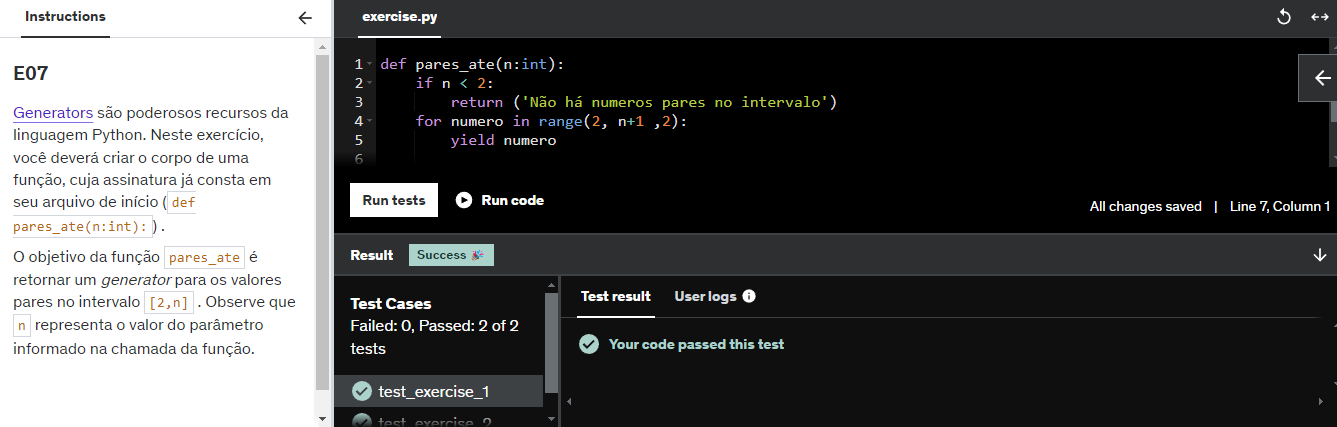 Instructions
E07
Generators são poderosos recursos da
linguagem Python. Neste exercício,
você deverá criar o corpo de uma
função, cuja assinatura já consta em
seu arquivo de início ( def
pares_ate(n:int): ) .
O objetivo da função pares_ate é
retornar um generator para os valores
pares no intervalo [2,n] . Observe que
n representa o valor do parâmetro
informado na chamada da função.
exercise.py
1 def pares_ate(n:int):
2     if n < 2:
3         return ('Não há numeros pares no intervalo')
4     for numero in range(2, n+1 ,2):
5         yield numero
6
Run tests
Run code
All changes saved | Line 7, Column 1
Result
Success
Test Cases
Failed: 0, Passed: 2 of 2
tests
test_exercise_1
test_exercise_2
Test result
User logs
Your code passed this test